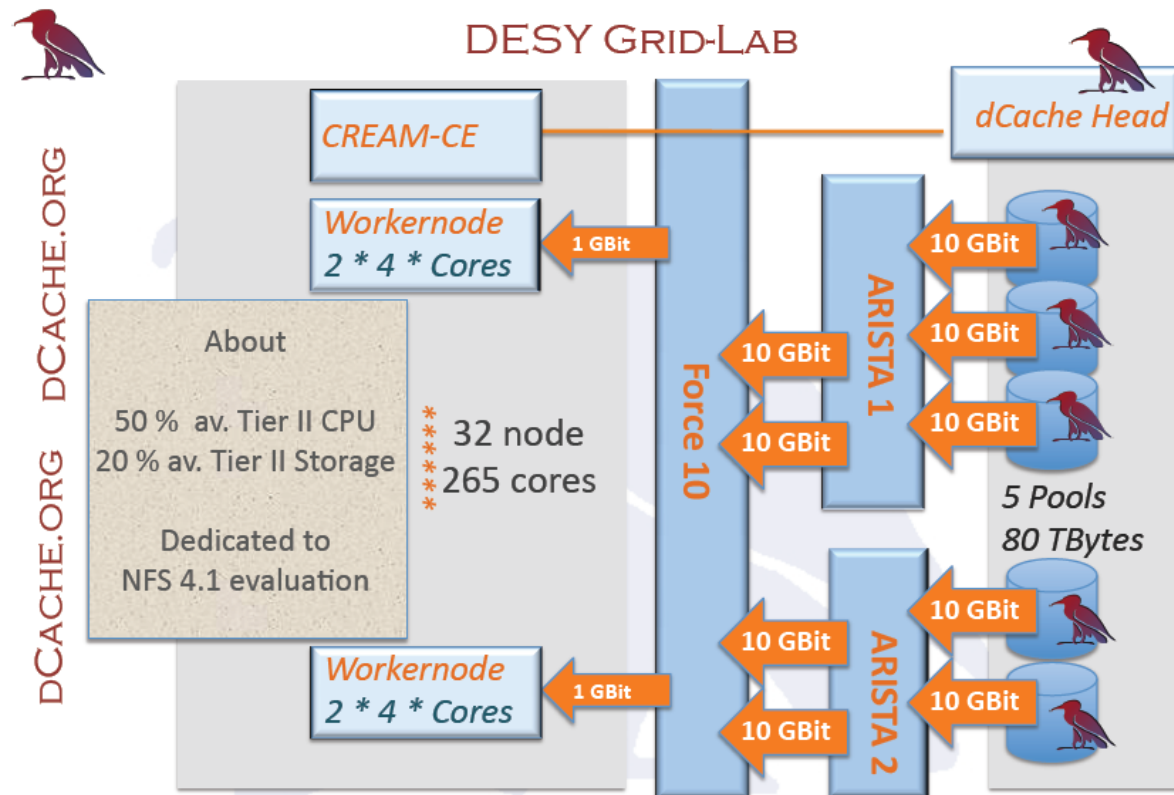 DESY GRID-LAB
DCACHE.ORG
DCACHE.ORG
CREAM-CE
dCache Head
Workernode
2 * 4 * Cores
1 GBit
About
50 % av. Tier II CPU
20 % av. Tier II Storage
Dedicated to
NFS 4.1 evaluation
******
32 node
265 cores
Workernode
2 * 4 * Cores
1 GBit
Force 10
10 GBit
10 GBit
10 GBit
10 GBit
ARISTA 1
10 GBit
10 GBit
10 GBit
5 Pools
80 TBytes
ARISTA 2
10 GBit
10 GBit